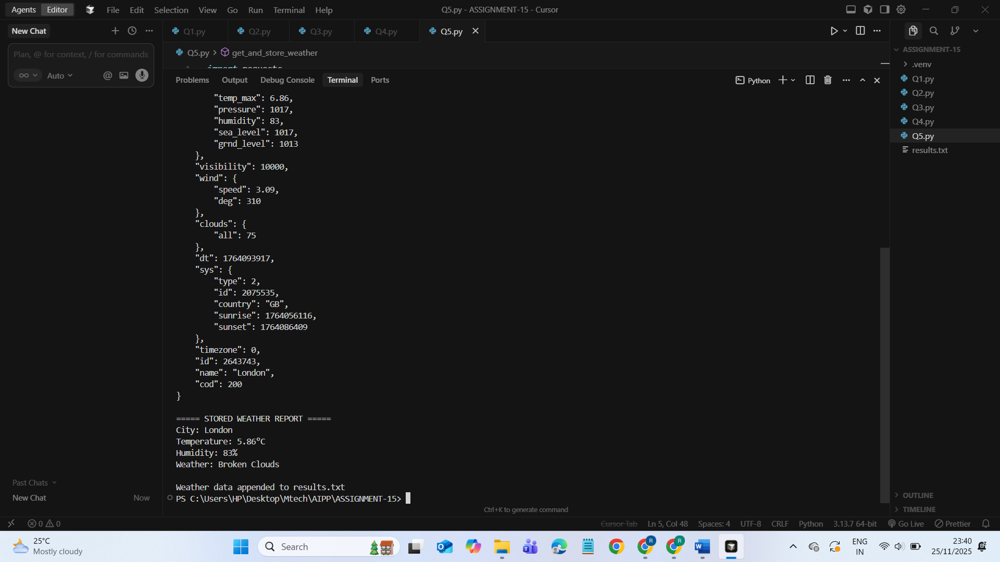 Agents Editor File Edit Selection View Go Run Terminal Help Q5.py - ASSIGNMENT-15 - Cursor
New Chat
Plan, @ for context, / for commands
Auto
Q1.py Q2.py Q3.py Q4.py Q5.py
Q5.py > get_and_store_weather
1 import requests
Problems Output Debug Console Terminal Ports Python
"temp_max": 6.86,
"pressure": 1017,
"humidity": 83,
"sea_level": 1017,
"grnd_level": 1013
},
"visibility": 10000,
"wind": {
"speed": 3.09,
"deg": 310
},
"clouds": {
"all": 75
},
"dt": 1764093917,
"sys": {
"type": 2,
"id": 2075535,
"country": "GB",
"sunrise": 1764056116,
"sunset": 1764086409
},
"timezone": 0,
"id": 2643743,
"name": "London",
"cod": 200
}
===== STORED WEATHER REPORT =====
City: London
Temperature: 5.86°C
Humidity: 83%
Weather: Broken Clouds
Weather data appended to results.txt
PS C:\Users\HP\Desktop\Mtech\AIPP\ASSIGNMENT-15>
Ctrl+K to generate command
ASSIGNMENT-15
.venv
Q1.py
Q2.py
Q3.py
Q4.py
Q5.py
results.txt
OUTLINE
TIMELINE
Past Chats
New Chat Now
0 0 Cursor Tab Ln 5, Col 48 Spaces: 4 UTF-8 CRLF Python 3.13.7 64-bit Go Live Prettier
25°C
Mostly cloudy
Search
R R
ENG
IN
23:40
25/11/2025